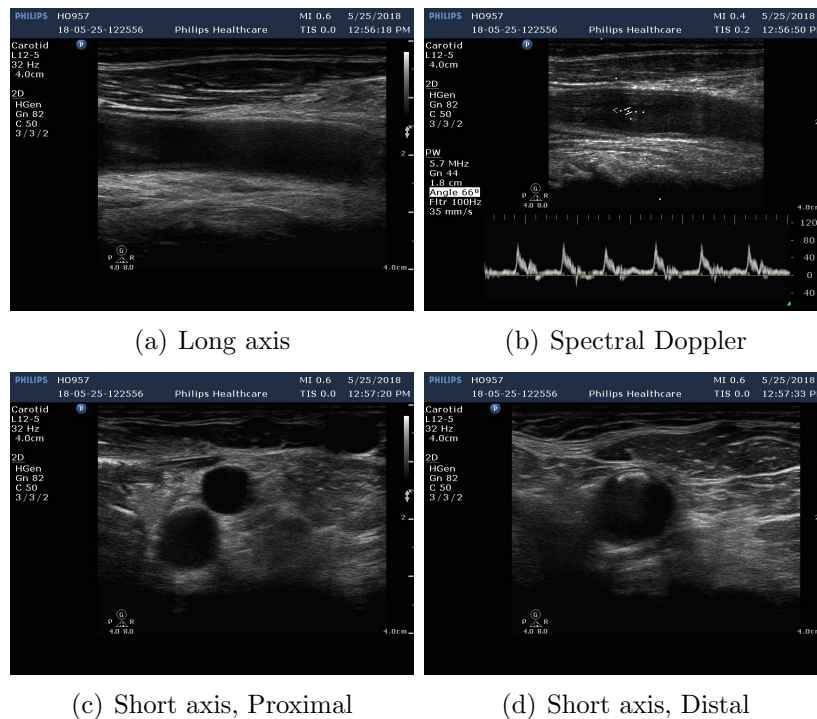 PHILIPS HO957 MI 0.6 5/25/2018
18-05-25-122556 Philips Healthcare TIS 0.0 12:56:18 PM
Carotid
L12-5
32 Hz
4.0cm
2D
HGen
Gn 82
C 50
3/3/2
P
2
G
P R
4.0 8.0
4.0cm
(a) Long axis
PHILIPS HO957 MI 0.4 5/25/2018
18-05-25-122556 Philips Healthcare TIS 0.2 12:56:50 P
Carotid
L12-5
4.0cm
2D
HGen
Gn 82
C 50
3/3/2
PW
5.7 MHz
Gn 44
1.8 cm
Angle 66º
Fltr 100Hz
35 mm/s
P
G
P R
4.0 8.0
4.0c
120
80
40
0
40
(b) Spectral Doppler
PHILIPS HO957 MI 0.6 5/25/2018
18-05-25-122556 Philips Healthcare TIS 0.0 12:57:20 PM
Carotid
L12-5
32 Hz
4.0cm
2D
HGen
Gn 82
C 50
3/3/2
P
2
G
P R
4.0 8.0
4.0cm
(c) Short axis, Proximal
PHILIPS HO957 MI 0.6 5/25/2018
18-05-25-122556 Philips Healthcare TIS 0.0 12:57:33 P
Carotid
L12-5
32 Hz
4.0cm
2D
HGen
Gn 82
C 50
3/3/2
P
2
G
P R
4.0 8.0
4.0c
(d) Short axis, Distal